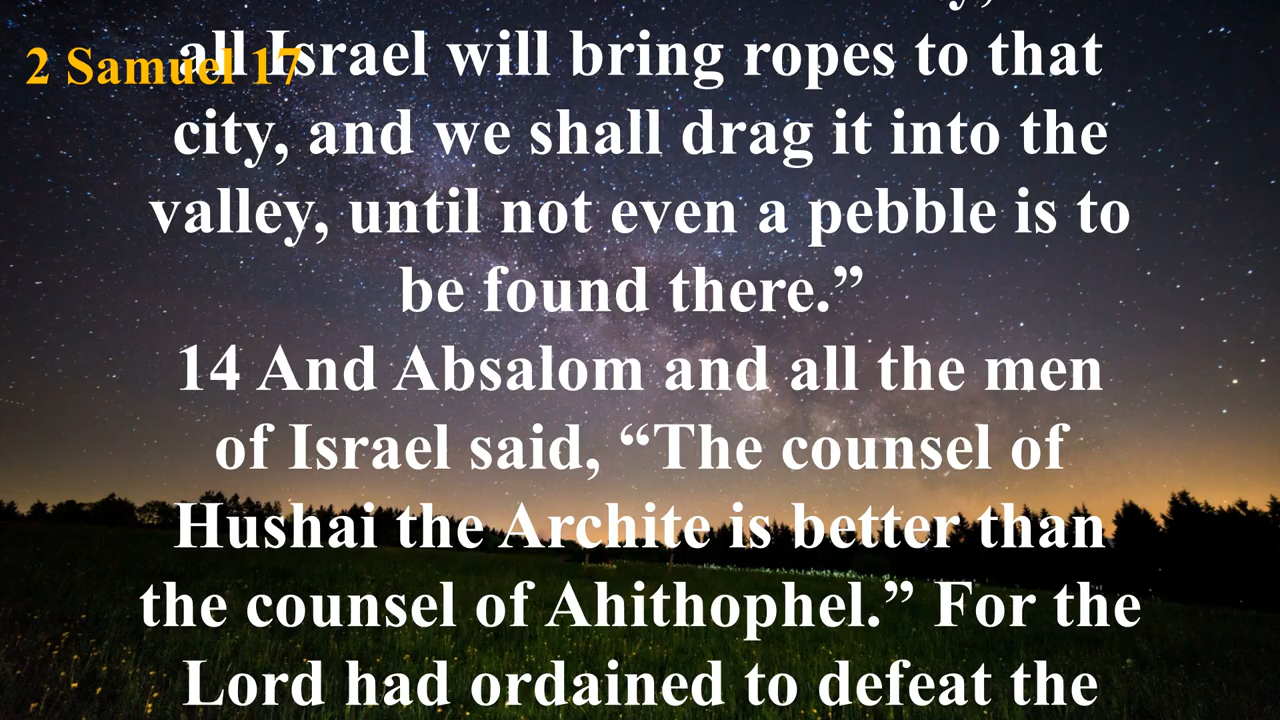 2 Samuel 17
all Israel will bring ropes to that
city, and we shall drag it into the
valley, until not even a pebble is to
be found there.”
14 And Absalom and all the men
of Israel said, “The counsel of
Hushai the Archite is better than
the counsel of Ahithophel.” For the
Lord had ordained to defeat the